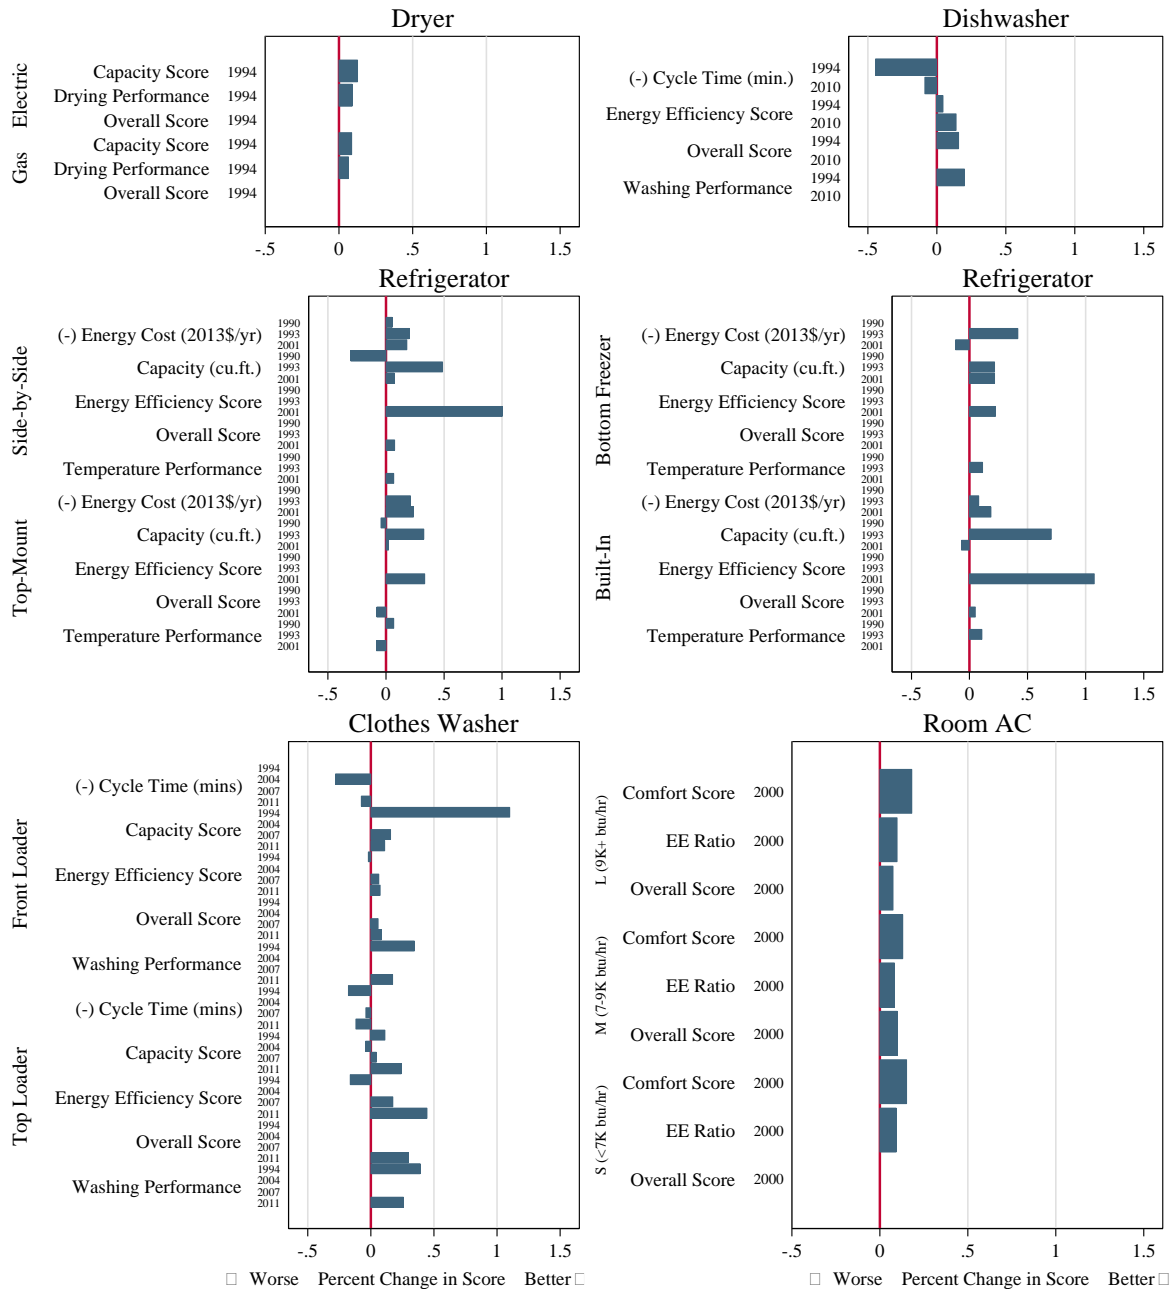 Dryer
Electric
Gas
Capacity Score 1994
Drying Performance 1994
Overall Score 1994
Capacity Score 1994
Drying Performance 1994
Overall Score 1994
-.5 0 .5 1 1.5
Dishwasher
(-) Cycle Time (min.) 1994 2010
Energy Efficiency Score 1994 2010
Overall Score 1994 2010
Washing Performance 1994 2010
-.5 0 .5 1 1.5
Refrigerator
Side-by-Side
Top-Mount
(-) Energy Cost (2013$/yr) 1990 1993 2001
Capacity (cu.ft.) 1990 1993 2001
Energy Efficiency Score 1990 1993 2001
Overall Score 1990 1993 2001
Temperature Performance 1990 1993 2001
(-) Energy Cost (2013$/yr) 1990 1993 2001
Capacity (cu.ft.) 1990 1993 2001
Energy Efficiency Score 1990 1993 2001
Overall Score 1990 1993 2001
Temperature Performance 1990 1993 2001
-.5 0 .5 1 1.5
Refrigerator
Bottom Freezer
Built-In
(-) Energy Cost (2013$/yr) 1990 1993 2001
Capacity (cu.ft.) 1990 1993 2001
Energy Efficiency Score 1990 1993 2001
Overall Score 1990 1993 2001
Temperature Performance 1990 1993 2001
(-) Energy Cost (2013$/yr) 1990 1993 2001
Capacity (cu.ft.) 1990 1993 2001
Energy Efficiency Score 1990 1993 2001
Overall Score 1990 1993 2001
Temperature Performance 1990 1993 2001
-.5 0 .5 1 1.5
Clothes Washer
Front Loader
Top Loader
(-) Cycle Time (mins) 1994 2004 2007 2011
Capacity Score 1994 2004 2007 2011
Energy Efficiency Score 1994 2004 2007 2011
Overall Score 1994 2004 2007 2011
Washing Performance 1994 2004 2007 2011
(-) Cycle Time (mins) 1994 2004 2007 2011
Capacity Score 1994 2004 2007 2011
Energy Efficiency Score 1994 2004 2007 2011
Overall Score 1994 2004 2007 2011
Washing Performance 1994 2004 2007 2011
-.5 0 .5 1 1.5
Worse Percent Change in Score Better
Room AC
L (9K+ btu/hr)
M (7-9K btu/hr)
S (<7K btu/hr)
Comfort Score 2000
EE Ratio 2000
Overall Score 2000
Comfort Score 2000
EE Ratio 2000
Overall Score 2000
Comfort Score 2000
EE Ratio 2000
Overall Score 2000
-.5 0 .5 1 1.5
Worse Percent Change in Score Better